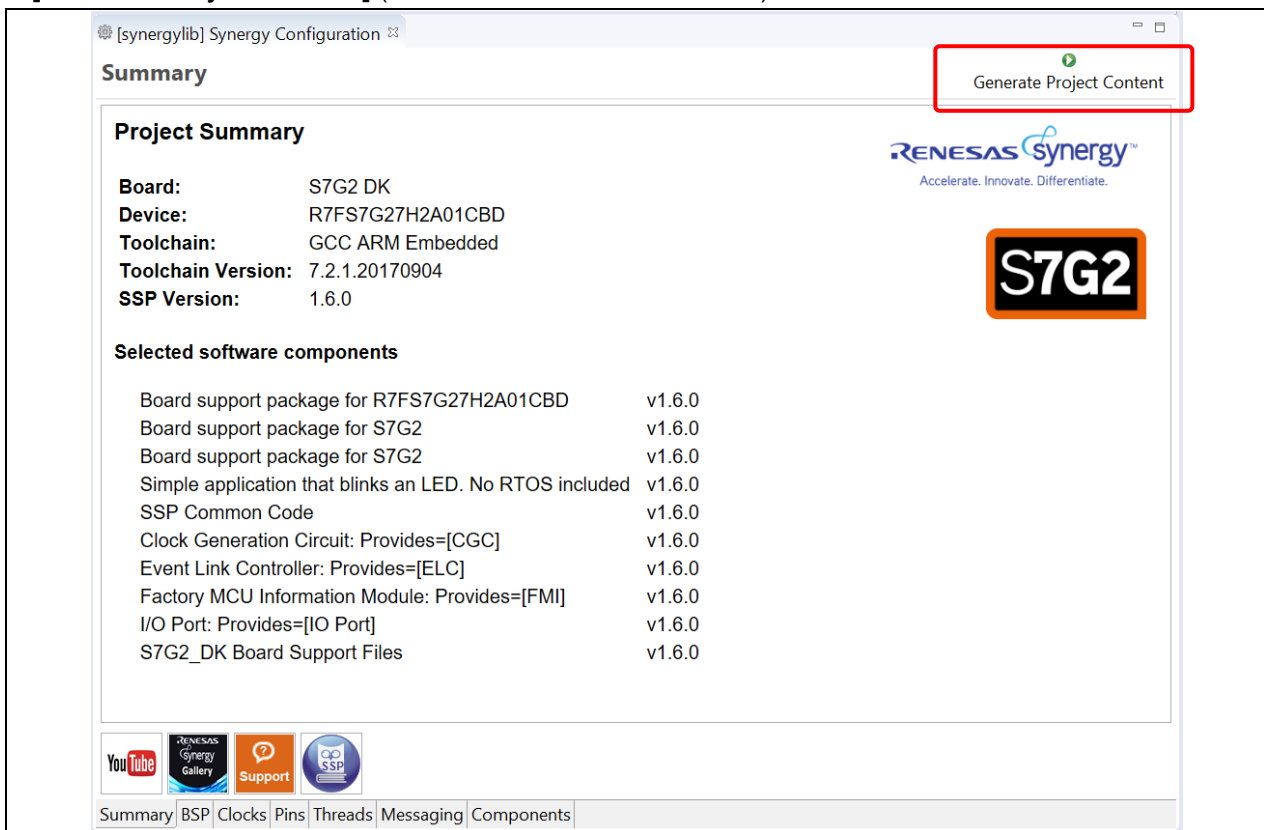 [synergylib] Synergy Configuration
Summary
Generate Project Content
Project Summary
RENESAS synergy™
Accelerate. Innovate. Differentiate.
Board: S7G2 DK
Device: R7FS7G27H2A01CBD
Toolchain: GCC ARM Embedded
Toolchain Version: 7.2.1.20170904
SSP Version: 1.6.0
S7G2
Selected software components
Board support package for R7FS7G27H2A01CBD v1.6.0
Board support package for S7G2 v1.6.0
Board support package for S7G2 v1.6.0
Simple application that blinks an LED. No RTOS included v1.6.0
SSP Common Code v1.6.0
Clock Generation Circuit: Provides=[CGC] v1.6.0
Event Link Controller: Provides=[ELC] v1.6.0
Factory MCU Information Module: Provides=[FMI] v1.6.0
I/O Port: Provides=[IO Port] v1.6.0
S7G2_DK Board Support Files v1.6.0
YouTube
RENESAS
Synergy
Gallery
Support
SSP
Summary BSP Clocks Pins Threads Messaging Components